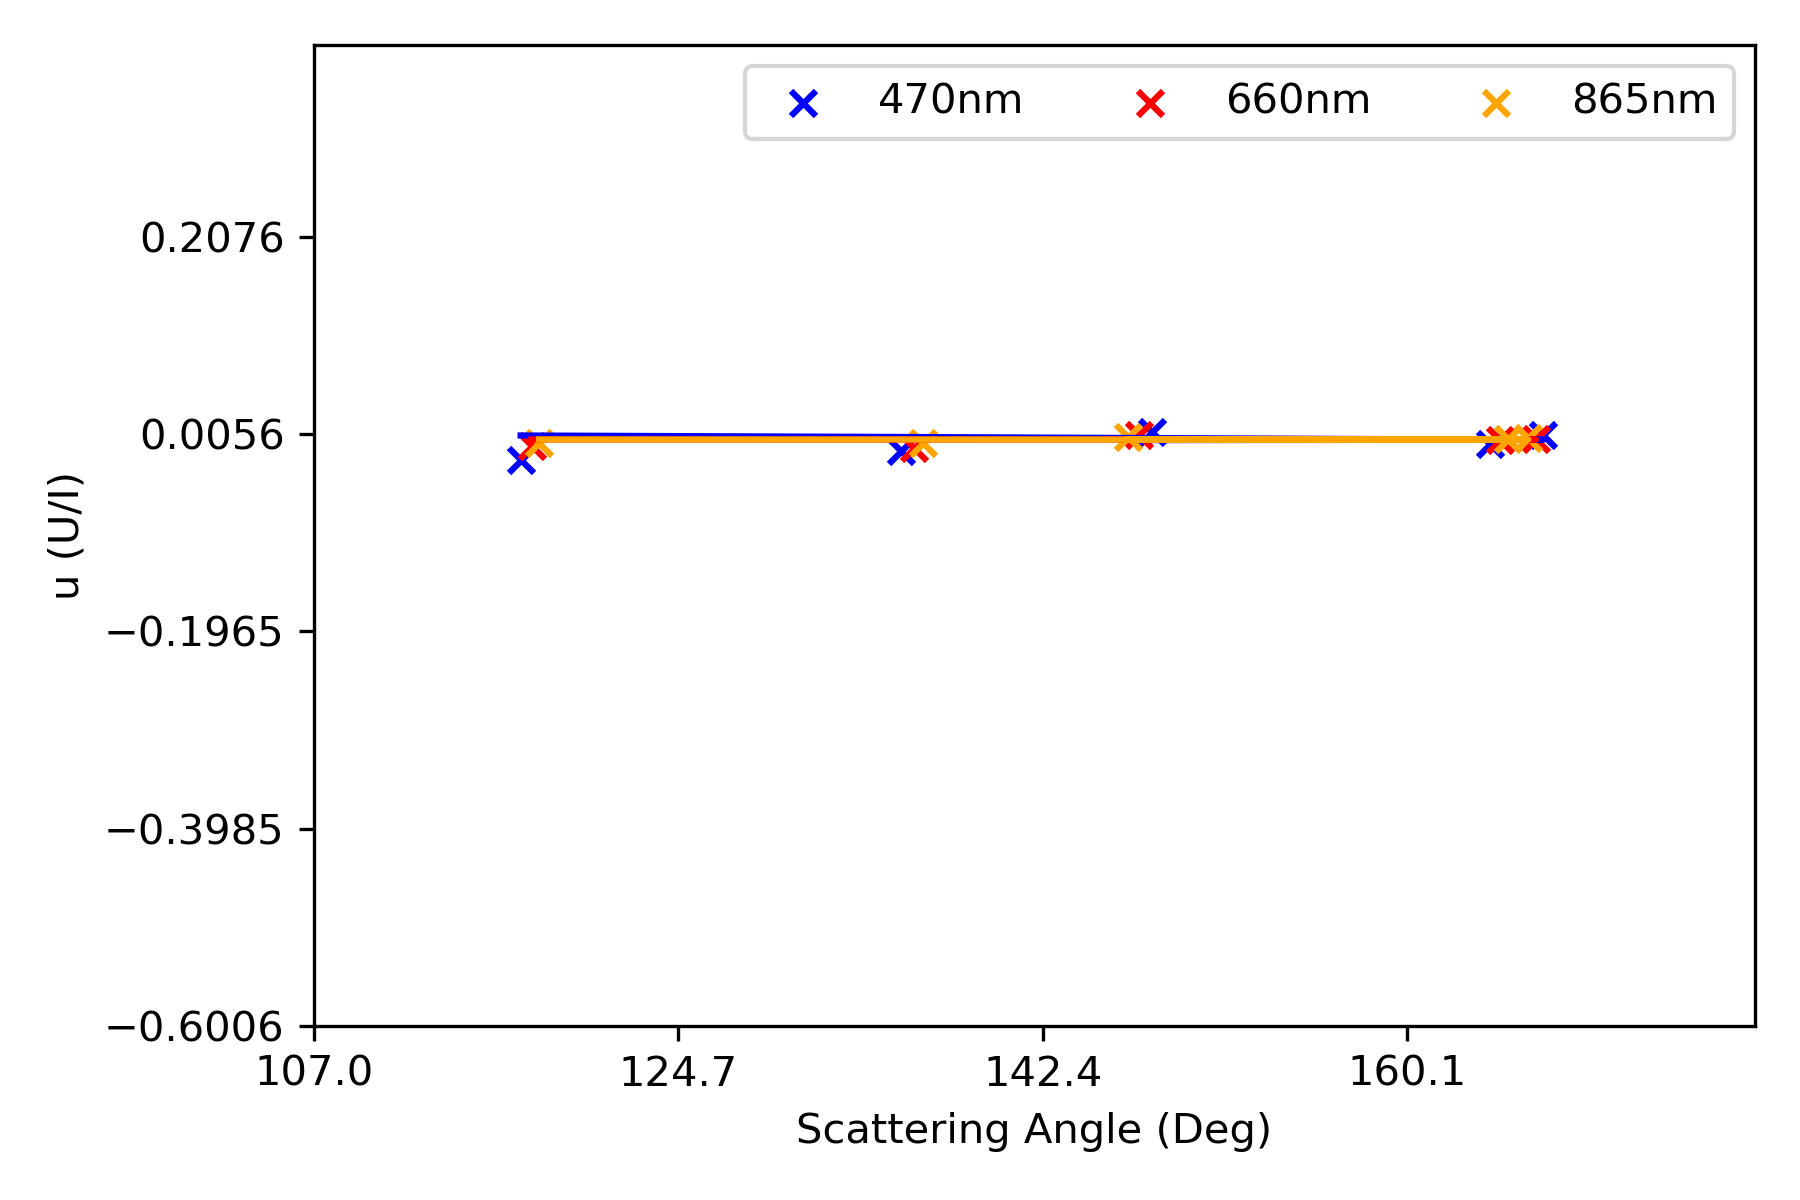 470nm 660nm 865nm
0.2076
0.0056
−0.1965
−0.3985
−0.6006
u (U/I)
107.0 124.7 142.4 160.1
Scattering Angle (Deg)